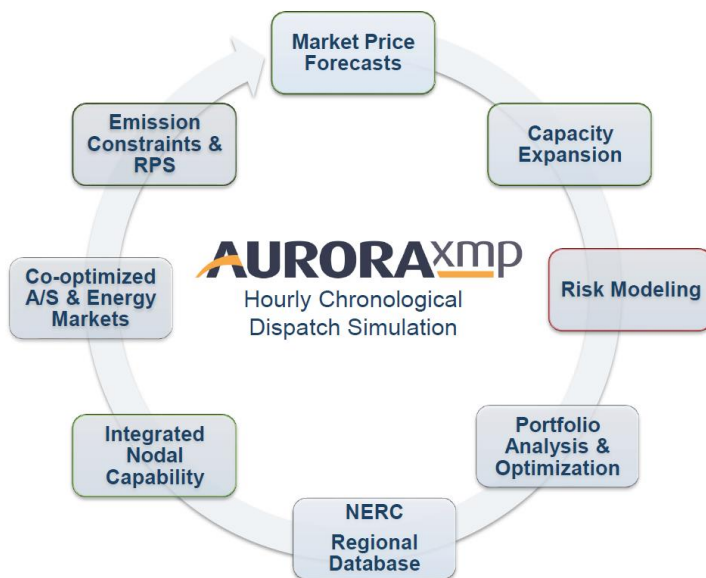 Market Price
Forecasts
Capacity
Expansion
Risk Modeling
Portfolio
Analysis &
Optimization
NERC
Regional
Database
Integrated
Nodal
Capability
Co-optimized
A/S & Energy
Markets
Emission
Constraints &
RPS
AURORAxmp
Hourly Chronological
Dispatch Simulation